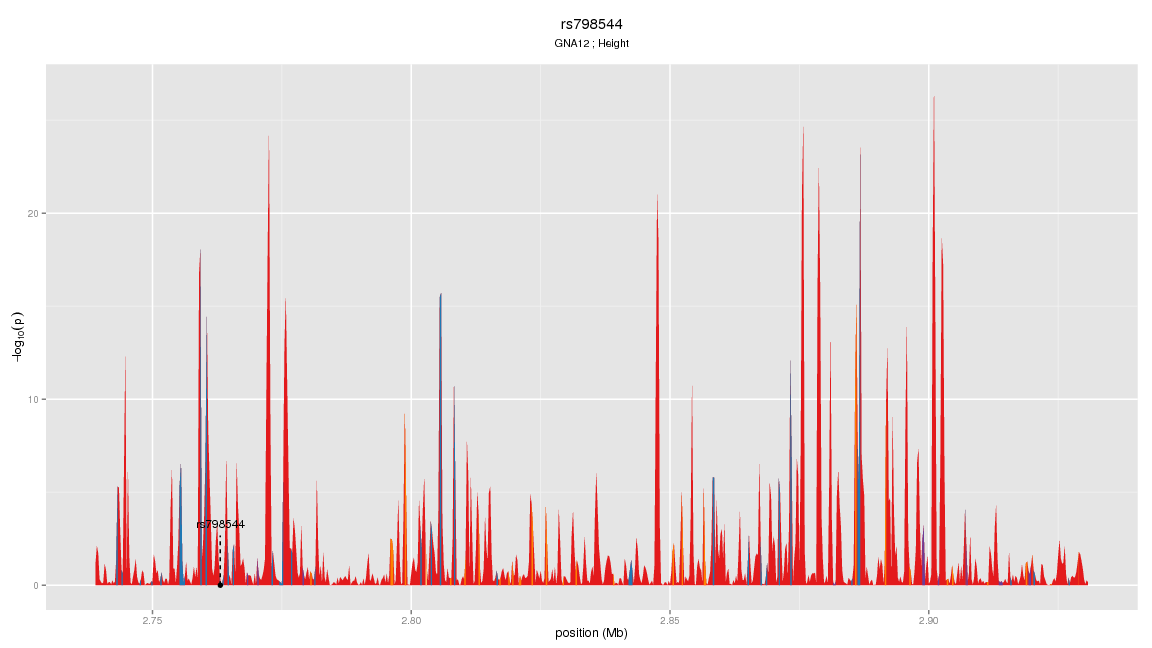 rs798544
GNA12 ; Height
20
10
0
rs798544
2.75
2.80
2.85
2.90
position (Mb)
−log10(p)